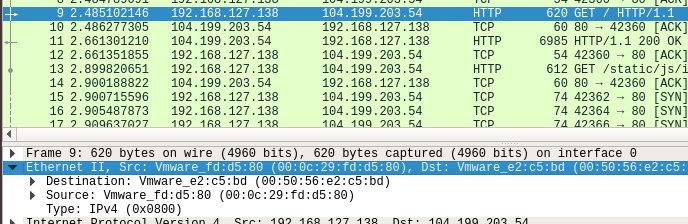 9 2.485102146 192.168.127.138 104.199.203.54 HTTP 620 GET / HTTP/1.1
10 2.486277305 104.199.203.54 192.168.127.138 TCP 60 80 → 42360 [ACK]
11 2.661301210 104.199.203.54 192.168.127.138 HTTP 6985 HTTP/1.1 200 OK
12 2.661351855 192.168.127.138 104.199.203.54 TCP 54 42360 → 80 [ACK]
13 2.899820651 192.168.127.138 104.199.203.54 HTTP 612 GET /static/js/i
14 2.900188822 104.199.203.54 192.168.127.138 TCP 60 80 → 42360 [ACK]
15 2.900715596 192.168.127.138 104.199.203.54 TCP 74 42362 → 80 [SYN]
16 2.905487873 192.168.127.138 104.199.203.54 TCP 74 42364 → 80 [SYN]
17 2.909637027 192.168.127.138 104.199.203.54 TCP 74 42366 → 80 [SYN]
Frame 9: 620 bytes on wire (4960 bits), 620 bytes captured (4960 bits) on interface 0
Ethernet II, Src: Vmware_fd:d5:80 (00:0c:29:fd:d5:80), Dst: Vmware_e2:c5:bd (00:50:56:e2:c5:
Destination: Vmware_e2:c5:bd (00:50:56:e2:c5:bd)
Source: Vmware_fd:d5:80 (00:0c:29:fd:d5:80)
Type: IPv4 (0x0800)
Internet Protocol Version 4, Src: 192.168.127.138, Dst: 104.199.203.54